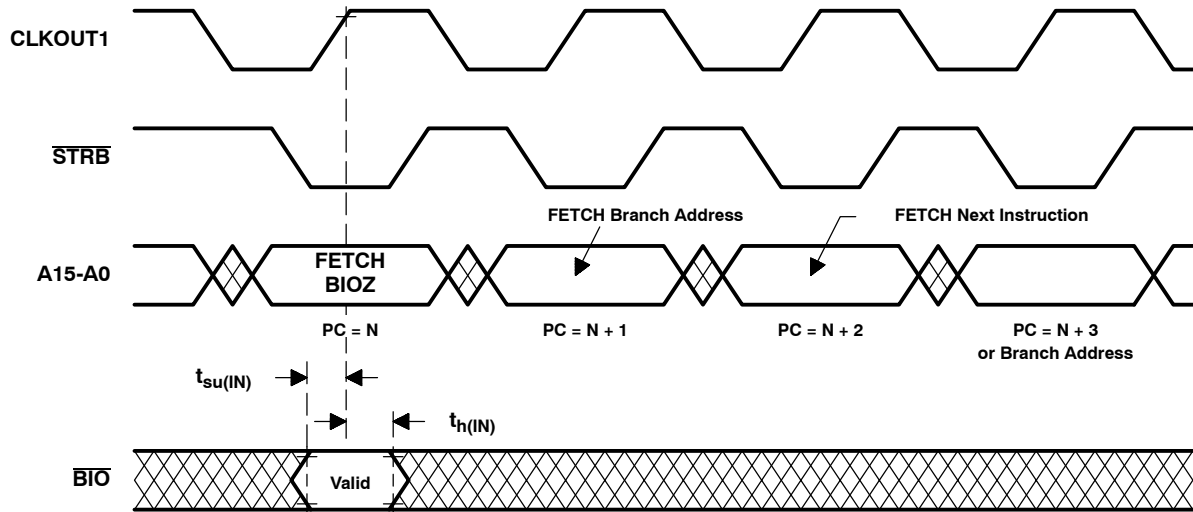 CLKOUT1
STRB
FETCH Branch Address
FETCH Next Instruction
A15-A0
FETCH
BIOZ
PC = N
PC = N + 1
PC = N + 2
PC = N + 3
or Branch Address
tsu(IN)
th(IN)
BIO
Valid